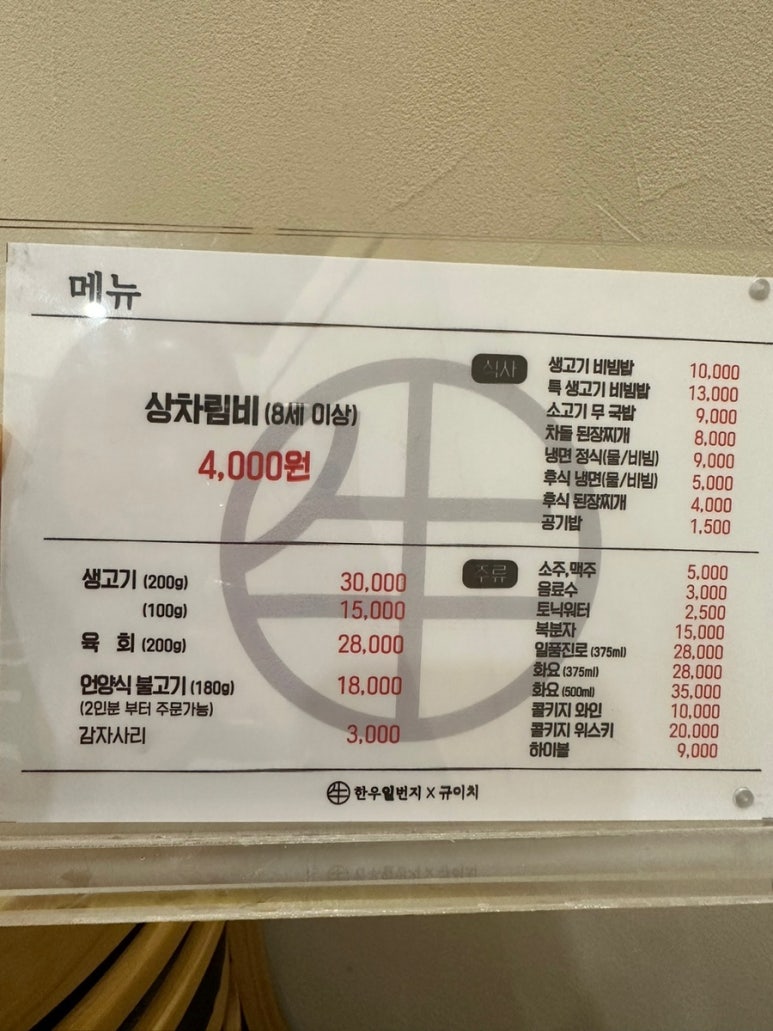 메뉴
상차림비 (8세 이상)
4,000원
생고기 (200g) 30,000
(100g) 15,000
육 회 (200g) 28,000
언양식 불고기 (180g) 18,000
(2인분 부터 주문가능)
감자사리 3,000
식사
생고기 비빔밥 10,000
특 생고기 비빔밥 13,000
소고기 무 국밥 9,000
차돌 된장찌개 8,000
냉면 정식(물/비빔) 9,000
후식 냉면(물/비빔) 5,000
후식 된장찌개 4,000
공기밥 1,500
주류
소주,맥주 5,000
음료수 3,000
토닉워터 2,500
복분자 15,000
일품진로 (375ml) 28,000
화요 (375ml) 28,000
화요 (500ml) 35,000
콜키지 와인 10,000
콜키지 위스키 20,000
하이볼 9,000
한우일번지 X 규이치